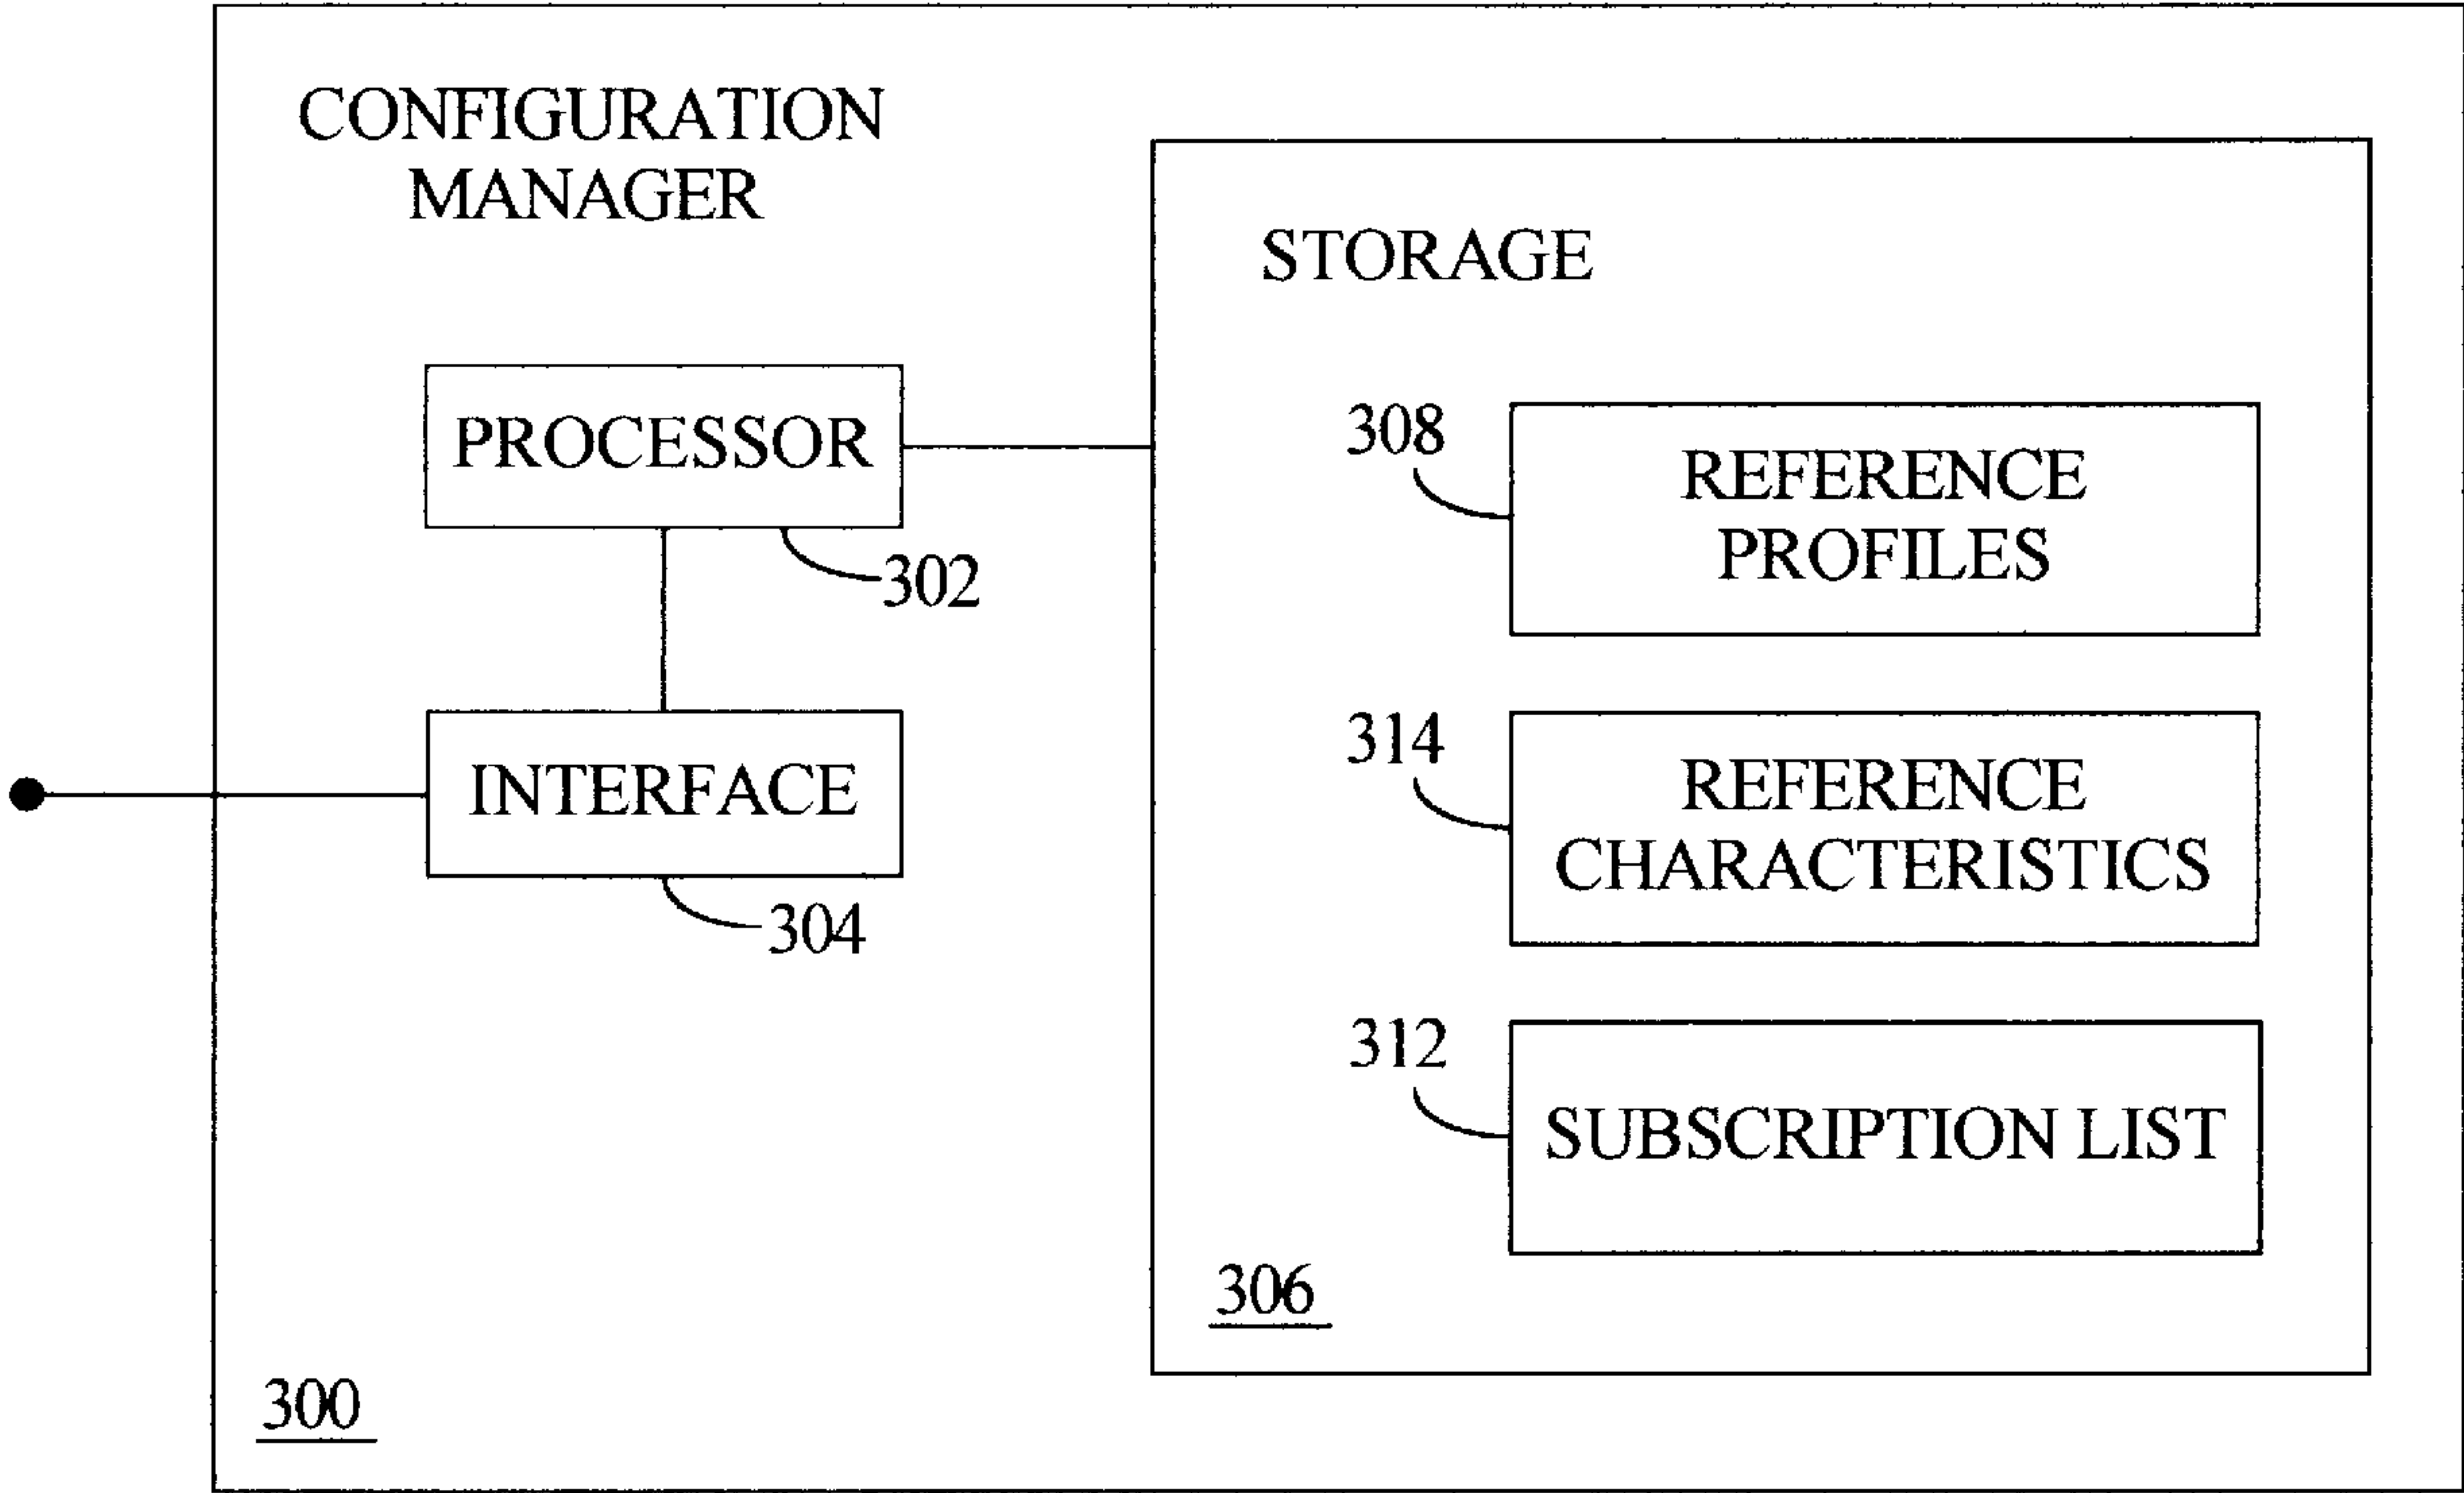 CONFIGURATION
MANAGER
STORAGE
PROCESSOR
302
INTERFACE
304
308
REFERENCE
PROFILES
314
REFERENCE
CHARACTERISTICS
312
SUBSCRIPTION LIST
306
300